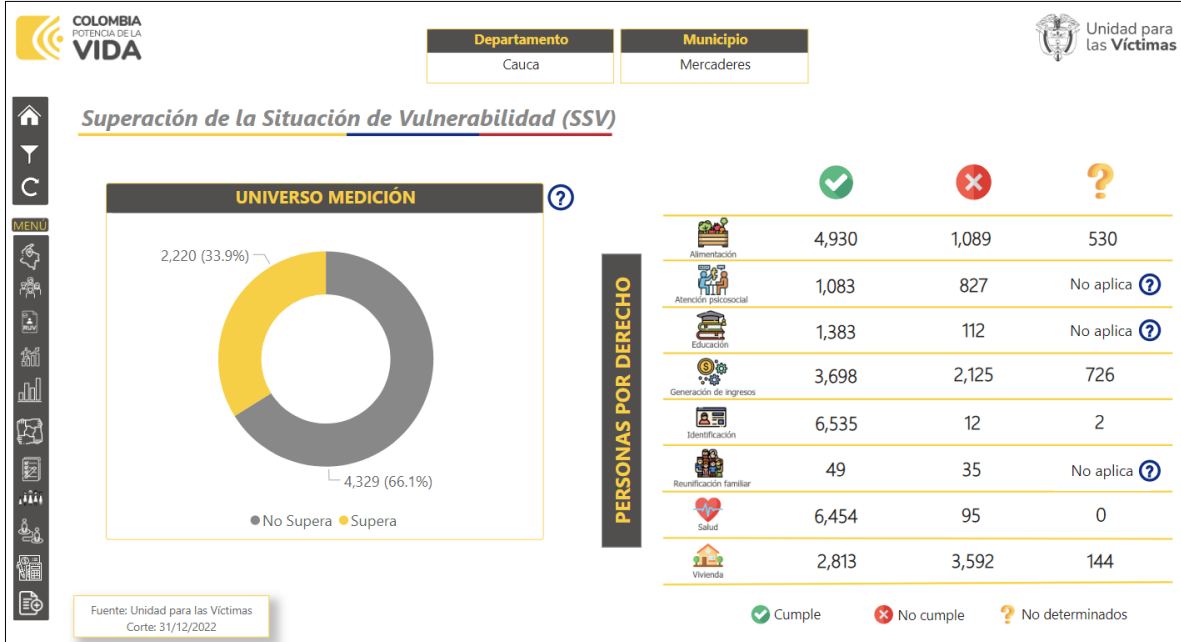 COLOMBIA
POTENCIA DE LA
VIDA
Departamento
Cauca
Municipio
Mercaderes
Unidad para
las Víctimas
Superación de la Situación de Vulnerabilidad (SSV)
MENÚ
RUV
UNIVERSO MEDICIÓN
2,220 (33.9%)
4,329 (66.1%)
No Supera Supera
PERSONAS POR DERECHO
Alimentación 4,930 1,089 530
Atención psicosocial 1,083 827 No aplica
Educación 1,383 112 No aplica
Generación de ingresos 3,698 2,125 726
Identificación 6,535 12 2
Reunificación familiar 49 35 No aplica
Salud 6,454 95 0
Vivienda 2,813 3,592 144
Cumple No cumple No determinados
Fuente: Unidad para las Víctimas
Corte: 31/12/2022